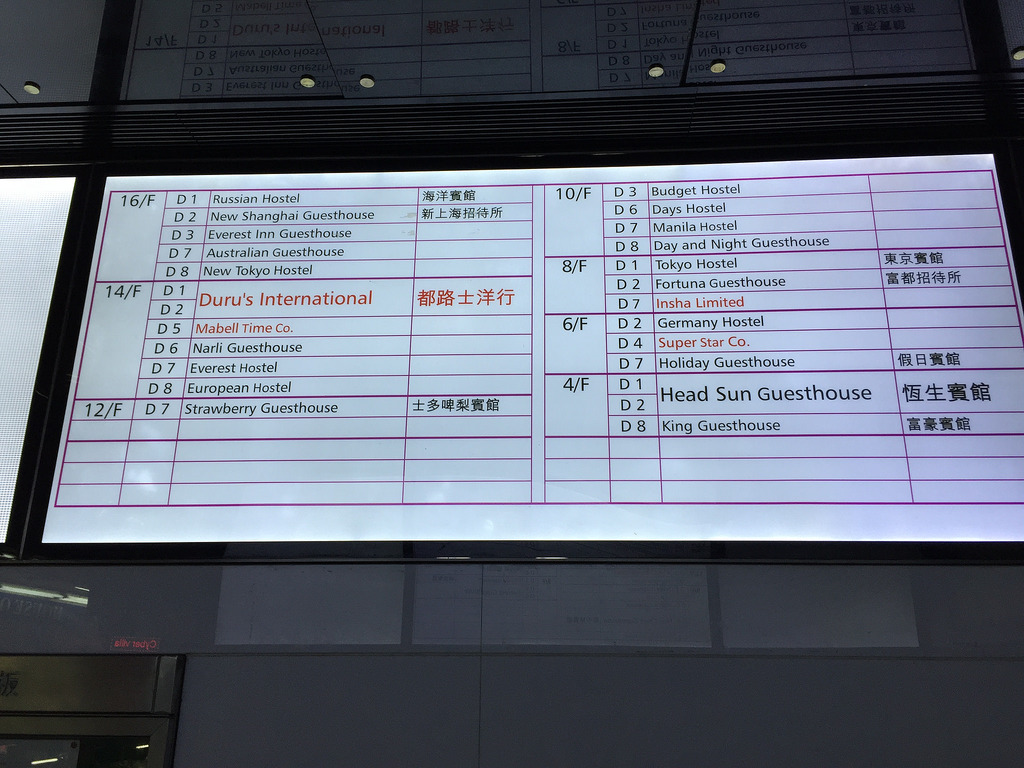 16/F D 1 Russian Hostel 海洋賓館
D 2 New Shanghai Guesthouse 新上海招待所
D 3 Everest Inn Guesthouse
D 7 Australian Guesthouse
D 8 New Tokyo Hostel
14/F D 1
D 2 Duru's International 都路士洋行
D 5 Mabell Time Co.
D 6 Narli Guesthouse
D 7 Everest Hostel
D 8 European Hostel
12/F D 7 Strawberry Guesthouse 士多啤梨賓館
10/F D 3 Budget Hostel
D 6 Days Hostel
D 7 Manila Hostel
D 8 Day and Night Guesthouse
8/F D 1 Tokyo Hostel 東京賓館
D 2 Fortuna Guesthouse 富都招待所
D 7 Insha Limited
6/F D 2 Germany Hostel
D 4 Super Star Co.
D 7 Holiday Guesthouse 假日賓館
4/F D 1
D 2 Head Sun Guesthouse 恆生賓館
D 8 King Guesthouse 富豪賓館
Cyber villa